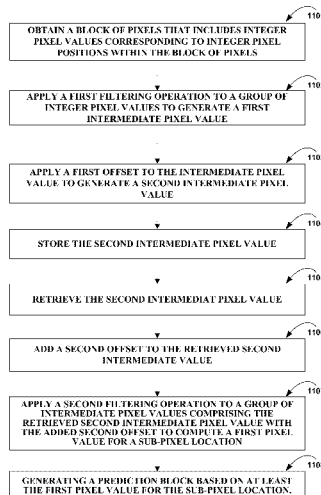 110
OBTAIN A BLOCK OF PIXELS THAT INCLUDES INTEGER
PIXEL VALUES CORRESPONDING TO INTEGER PIXEL
POSITIONS WITHIN THE BLOCK OF PIXELS
110
APPLY A FIRST FILTERING OPERATION TO A GROUP OF
INTEGER PIXEL VALUES TO GENERATE A FIRST
INTERMEDIATE PIXEL VALUE
110
APPLY A FIRST OFFSET TO THE INTERMEDIATE PIXEL
VALUE TO GENERATE A SECOND INTERMEDIATE PIXEL
VALUE
110
STORE THE SECOND INTERMEDIATE PIXEL VALUE
110
RETRIEVE THE SECOND INTERMEDIAT PIXEL VALUE
110
ADD A SECOND OFFSET TO THE RETRIEVED SECOND
INTERMEDIATE VALUE
110
APPLY A SECOND FILTERING OPERATION TO A GROUP OF
INTERMEDIATE PIXEL VALUES COMPRISING THE
RETRIEVED SECOND INTERMEDIATE PIXEL VALUE WITH
THE ADDED SECOND OFFSET TO COMPUTE A FIRST PIXEL
VALUE FOR A SUB-PIXEL LOCATION
110
GENERATING A PREDICTION BLOCK BASED ON AT LEAST
THE FIRST PIXEL VALUE FOR THE SUB-PIXEL LOCATION.